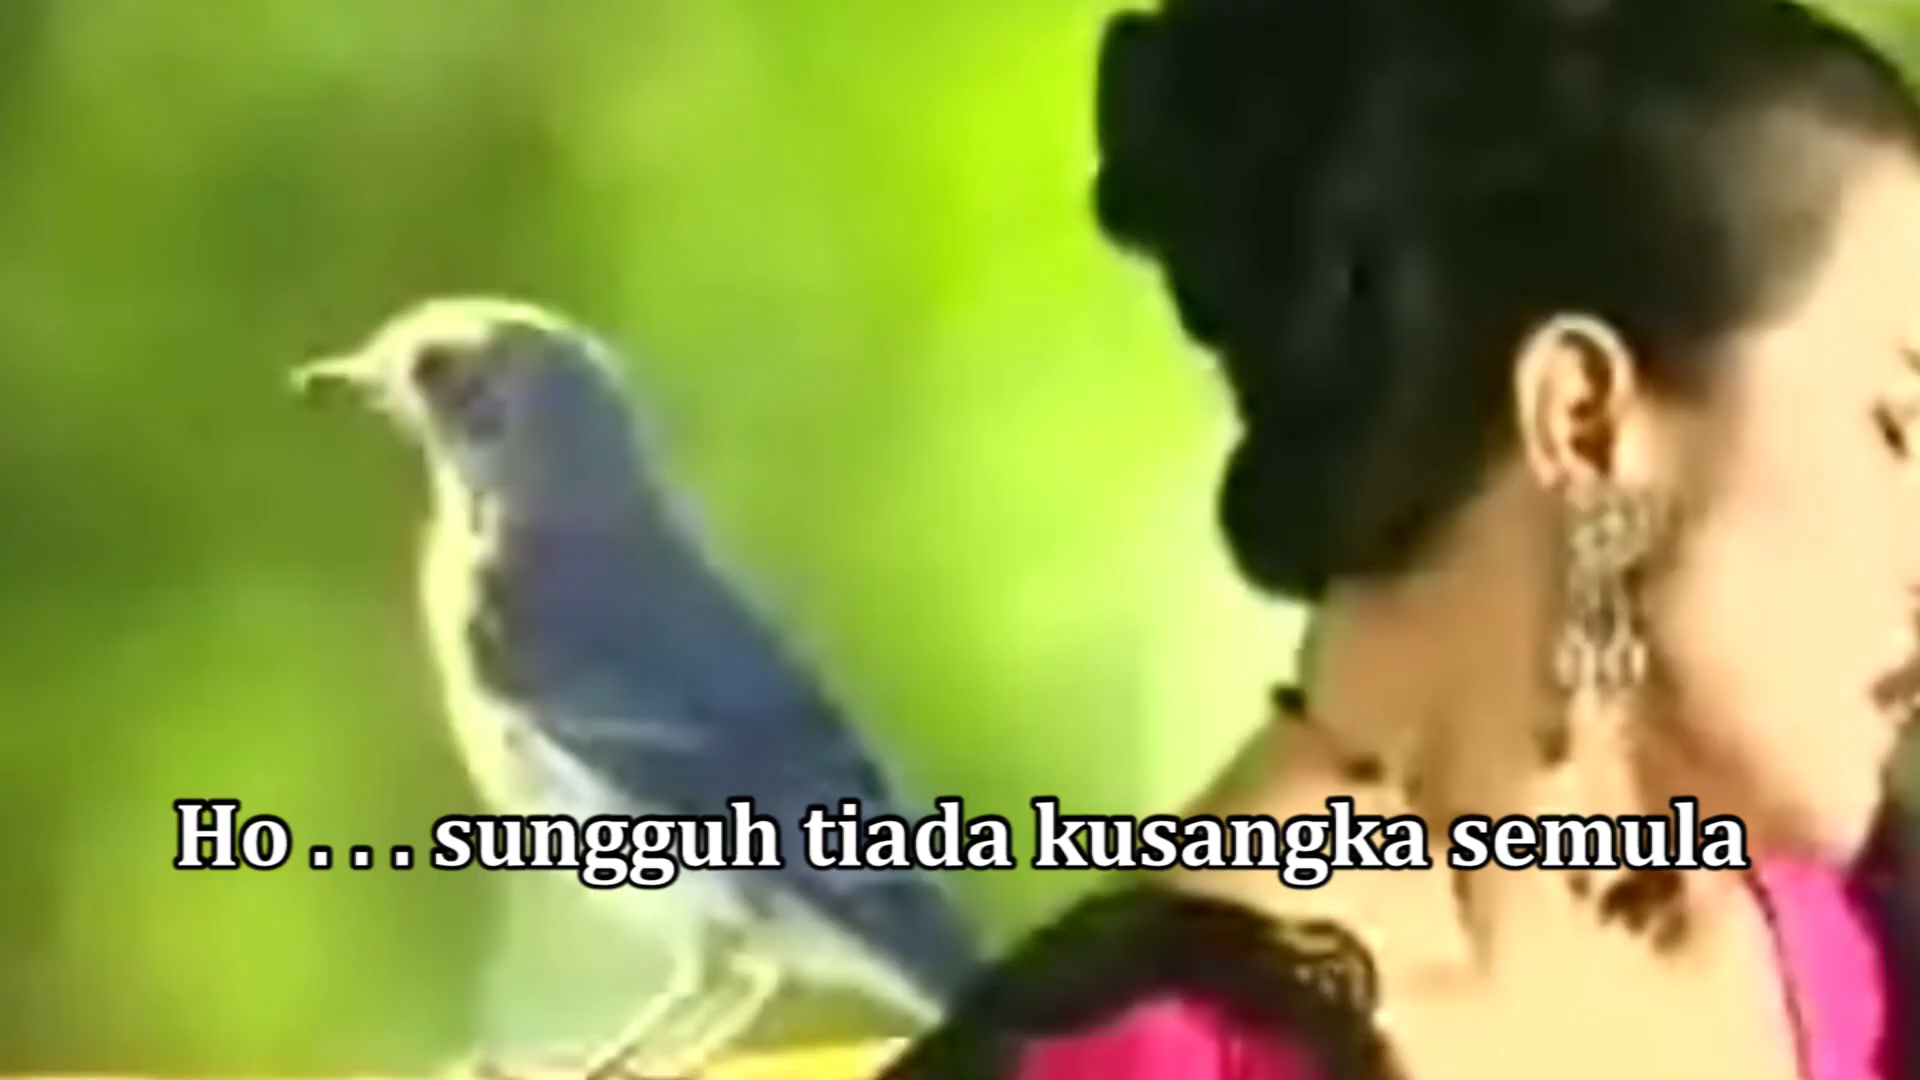 Ho . . . sungguh tiada kusangka semula